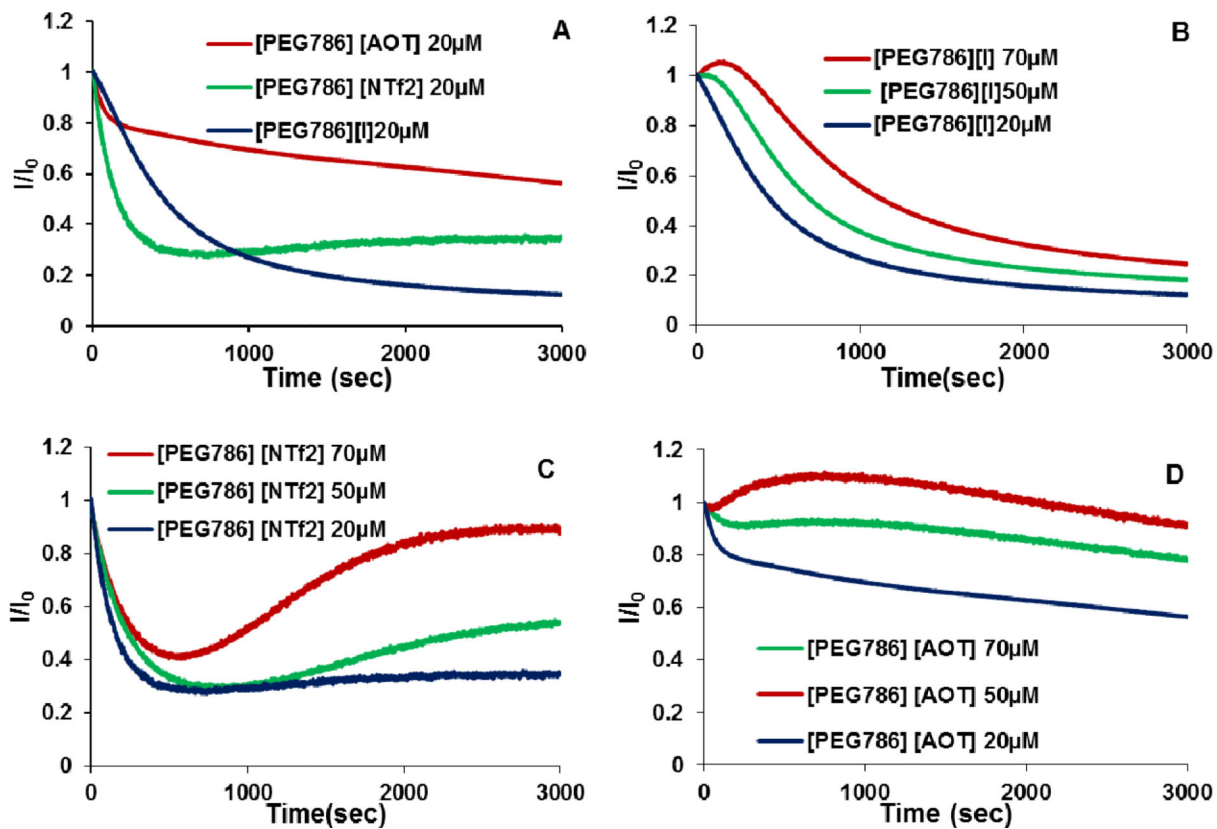 A
[PEG786] [AOT] 20µM
[PEG786] [NTf2] 20µM
[PEG786][I]20µM
1.2
1
0.8
0.6
0.4
0.2
0
I/I0
0 1000 2000 3000
Time (sec)
B
[PEG786][I] 70µM
[PEG786][I]50µM
[PEG786][I]20µM
1.2
1
0.8
0.6
0.4
0.2
0
I/I0
0 1000 2000 3000
Time(sec)
C
[PEG786] [NTf2] 70µM
[PEG786] [NTf2] 50µM
[PEG786] [NTf2] 20µM
1.2
1
0.8
0.6
0.4
0.2
0
I/I0
0 1000 2000 3000
Time(sec)
D
1.2
1
0.8
0.6
0.4
0.2
0
I/I0
[PEG786] [AOT] 70µM
[PEG786] [AOT] 50µM
[PEG786] [AOT] 20µM
0 1000 2000 3000
Time (sec)